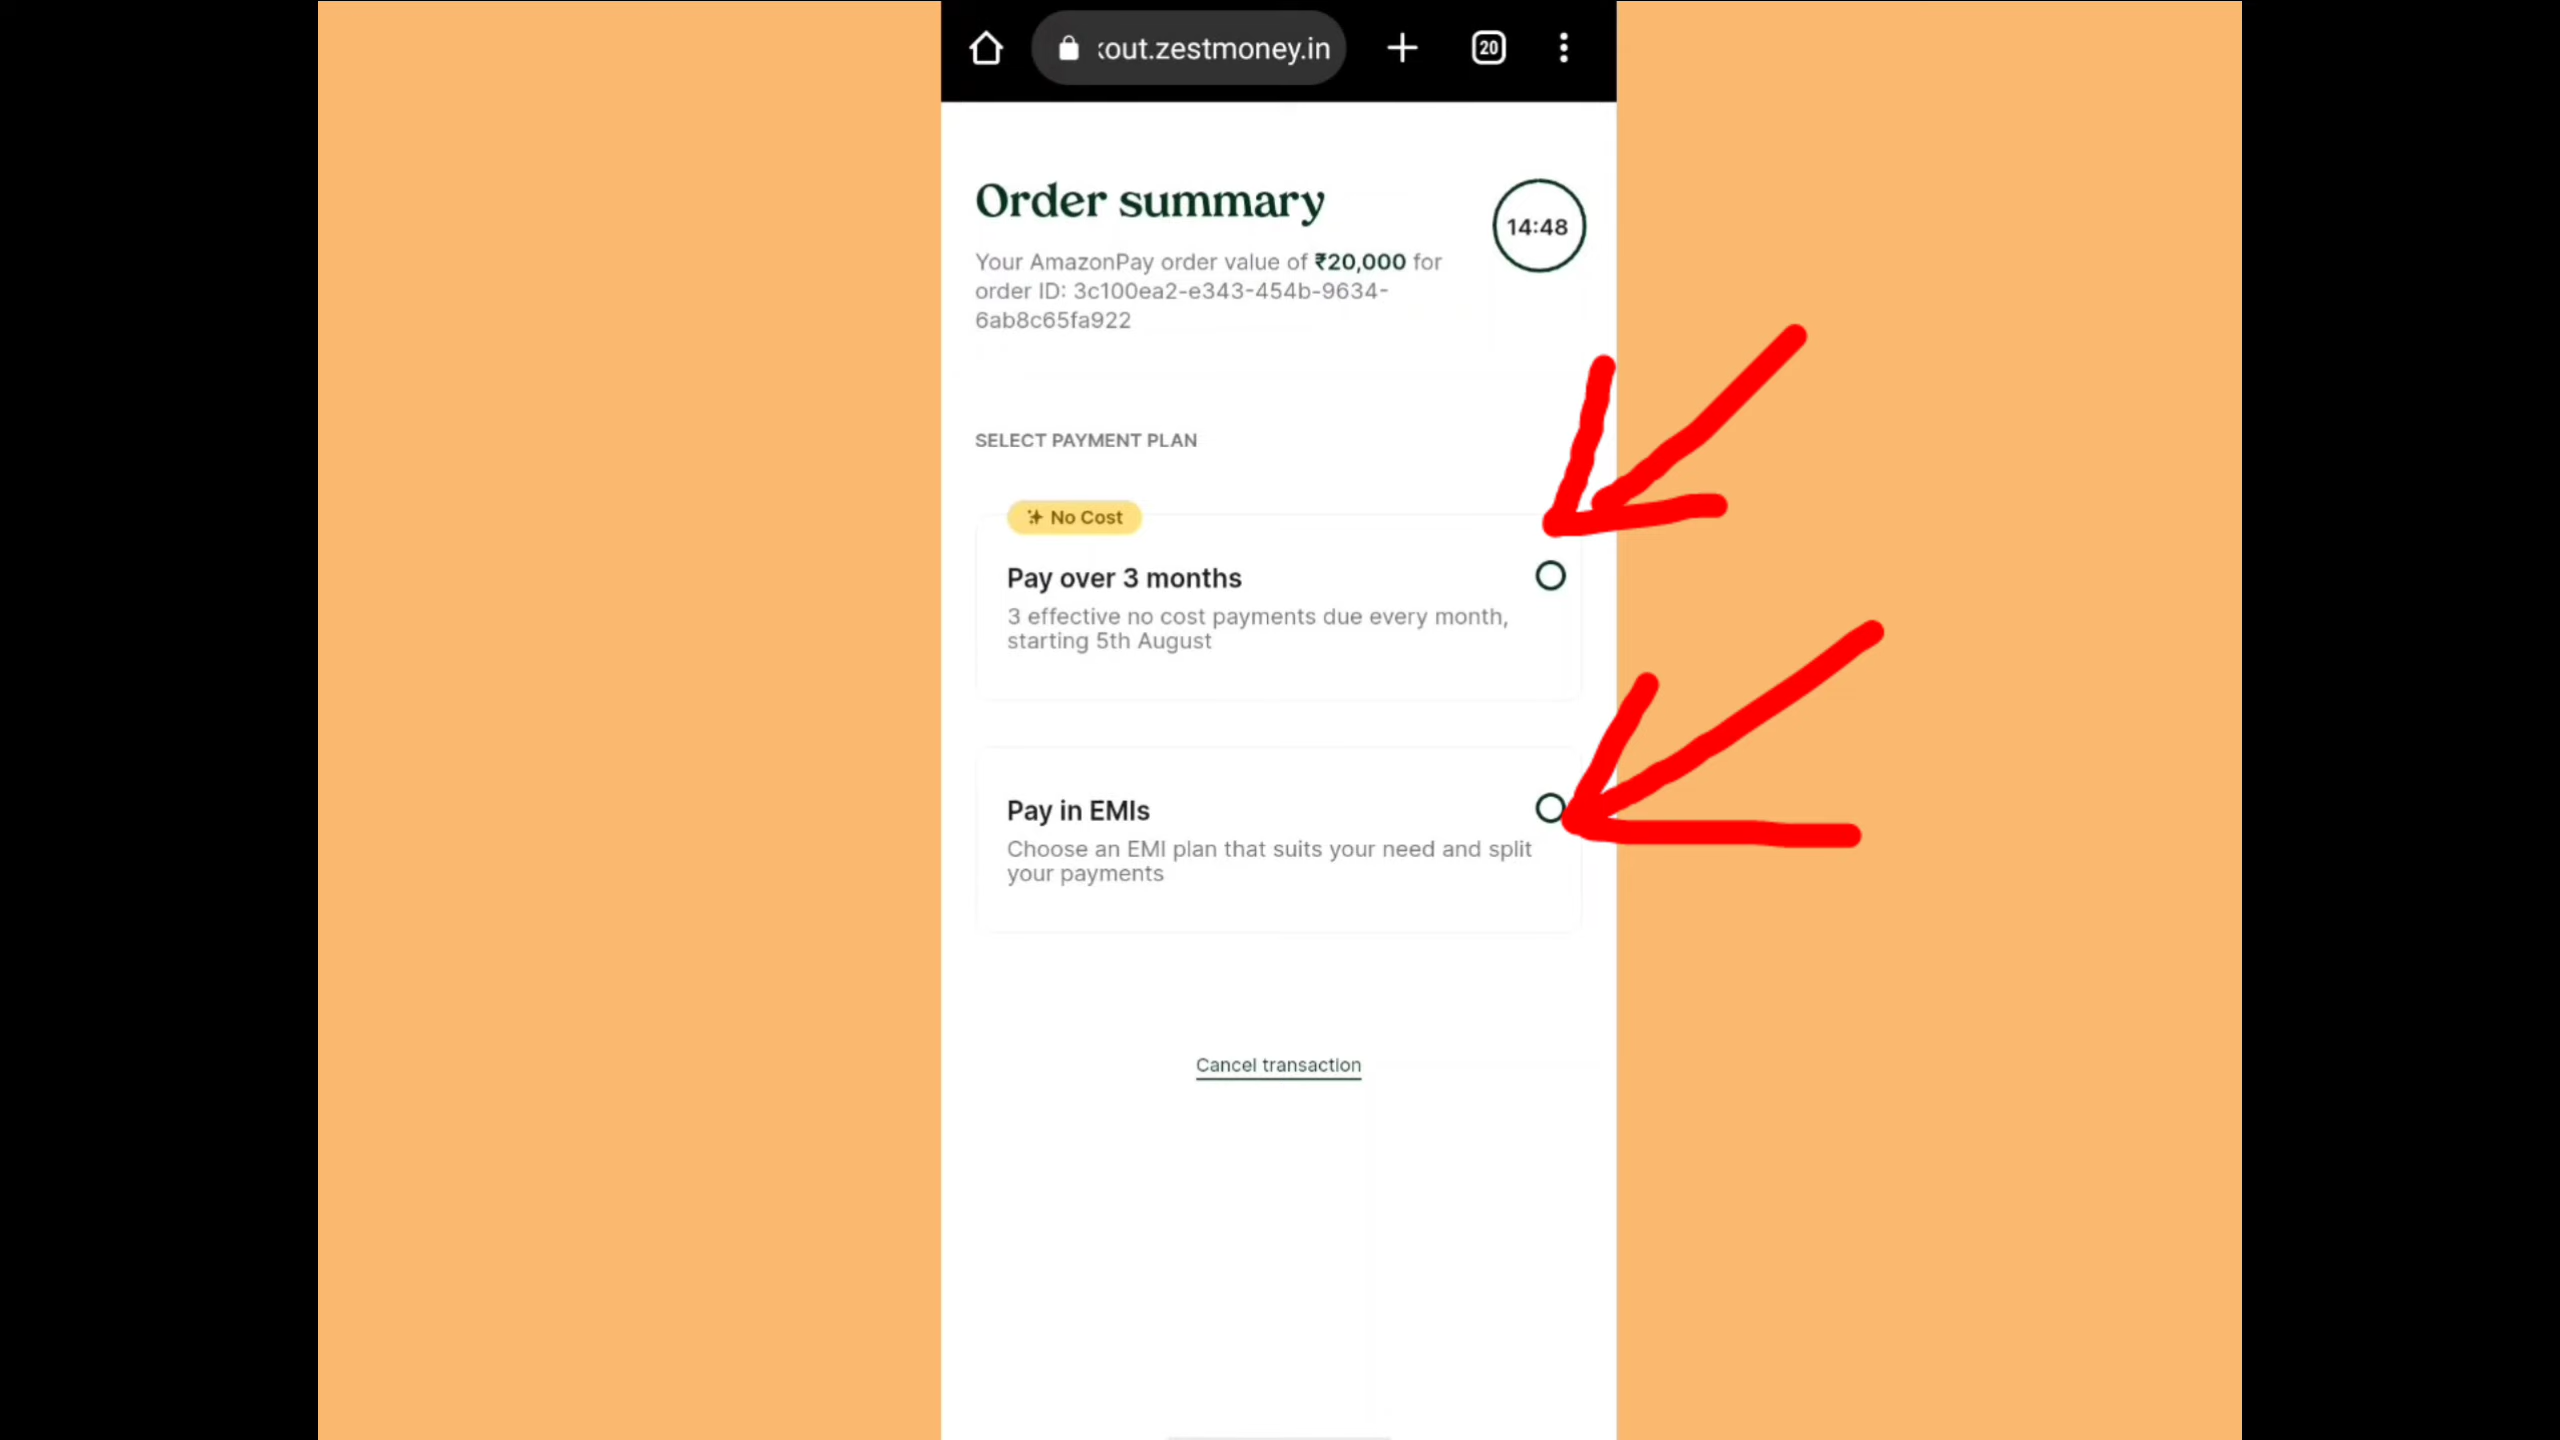 kout.zestmoney.in
20
Order summary
14:48
Your AmazonPay order value of ₹20,000 for
order ID: 3c100ea2-e343-454b-9634-
6ab8c65fa922
SELECT PAYMENT PLAN
No Cost
Pay over 3 months
3 effective no cost payments due every month,
starting 5th August
Pay in EMIs
Choose an EMI plan that suits your need and split
your payments
Cancel transaction